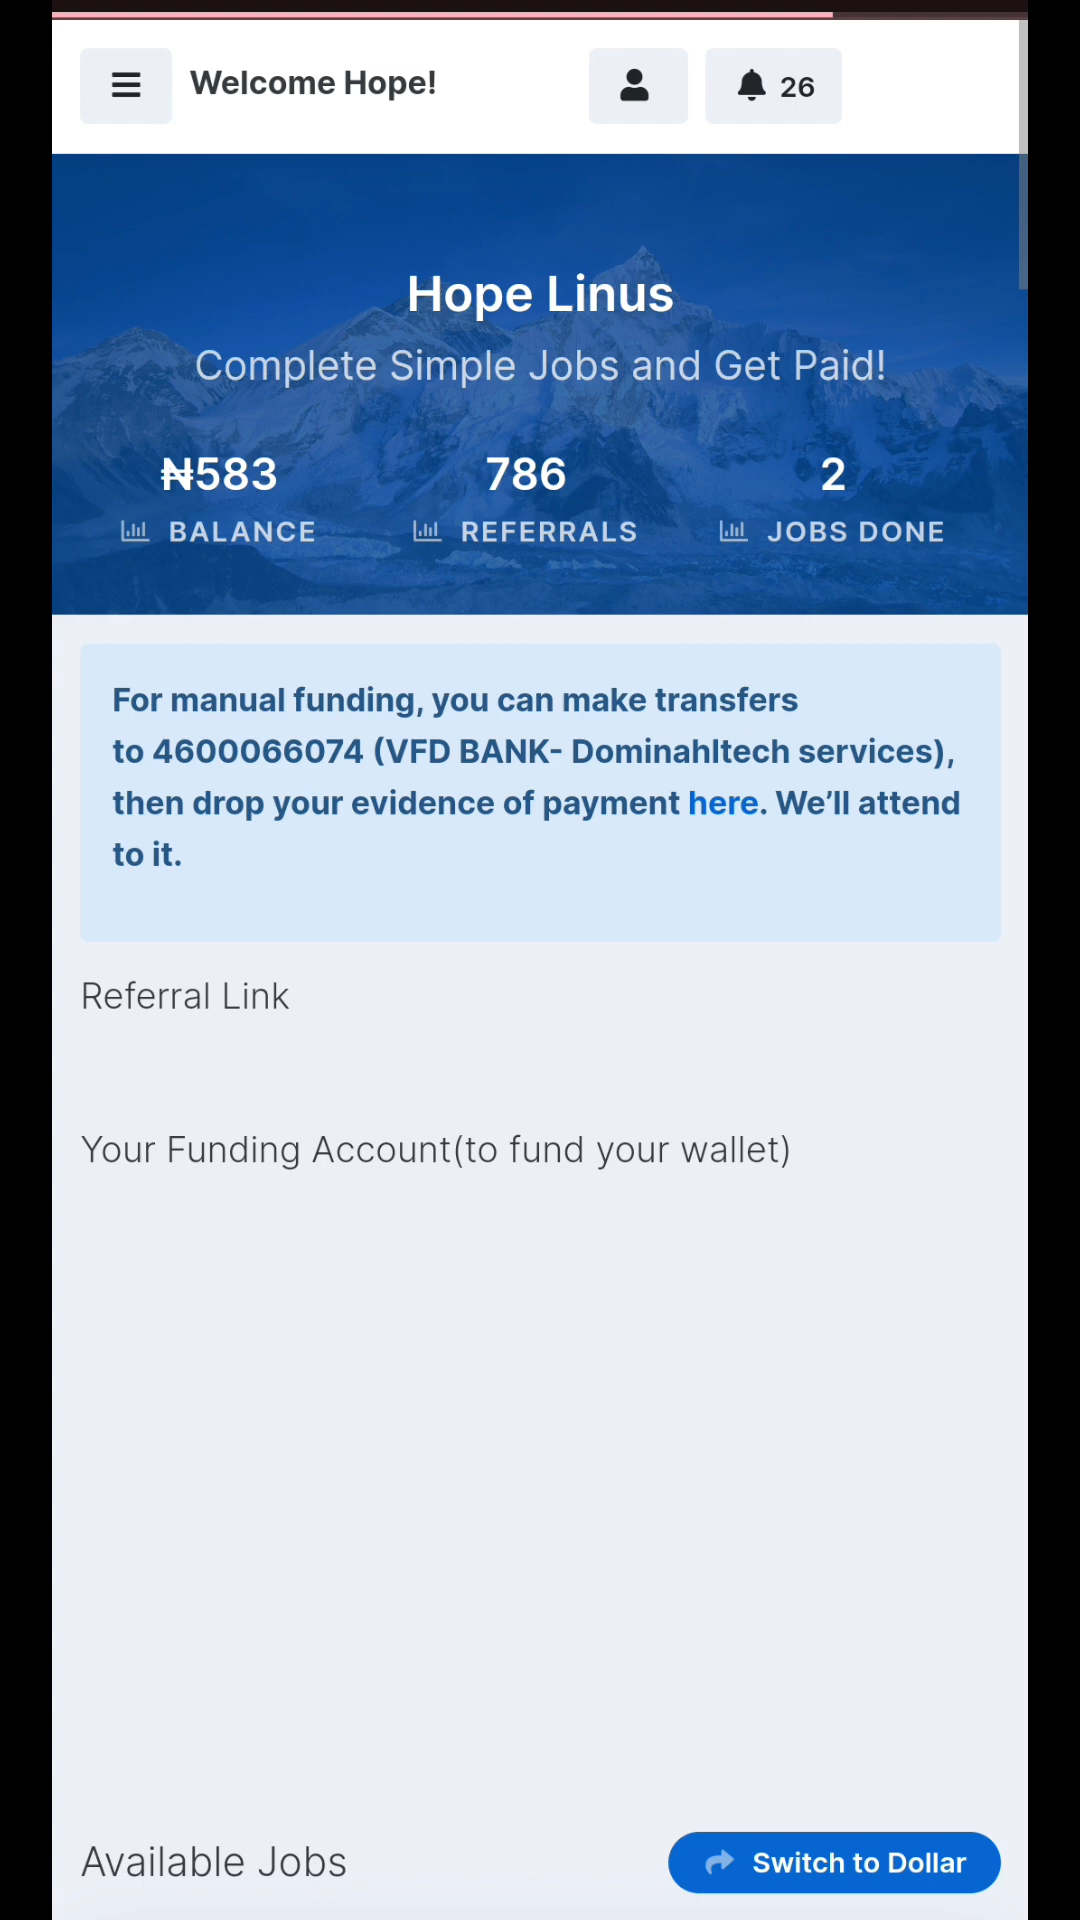 Welcome Hope!
26
Hope Linus
Complete Simple Jobs and Get Paid!
₦583
786
2
BALANCE
REFERRALS
JOBS DONE
For manual funding, you can make transfers
to 4600066074 (VFD BANK- Dominahltech services),
then drop your evidence of payment here. We’ll attend
to it.
Referral Link
Your Funding Account(to fund your wallet)
Available Jobs
Switch to Dollar